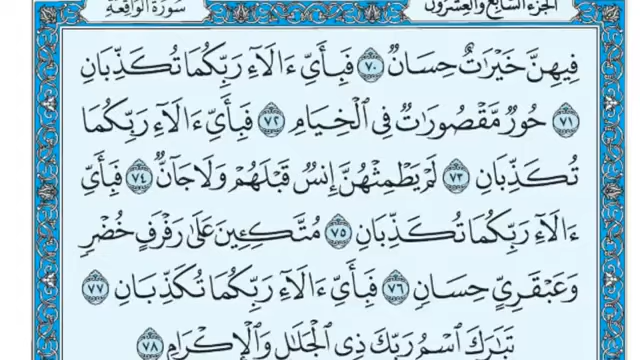 الجزء السابع والعشرون
سورة الواقعة
فِيهِنَّ خَيْرَٰتٌ حِسَانٌ ٧٠ فَبِأَيِّ ءَالَآءِ رَبِّكُمَا تُكَذِّبَانِ
٧١ حُورٌ مَّقْصُورَٰتٌ فِي ٱلْخِيَامِ ٧٢ فَبِأَيِّ ءَالَآءِ رَبِّكُمَا
تُكَذِّبَانِ ٧٣ لَمْ يَطْمِثْهُنَّ إِنسٌ قَبْلَهُمْ وَلَا جَآنٌّ ٧٤ فَبِأَيِّ
ءَالَآءِ رَبِّكُمَا تُكَذِّبَانِ ٧٥ مُتَّكِـِٔينَ عَلَىٰ رَفْرَفٍ خُضْرٍ
وَعَبْقَرِيٍّ حِسَانٍ ٧٦ فَبِأَيِّ ءَالَآءِ رَبِّكُمَا تُكَذِّبَانِ ٧٧
تَبَٰرَكَ ٱسْمُ رَبِّكَ ذِي ٱلْجَلَٰلِ وَٱلْإِكْرَامِ ٧٨